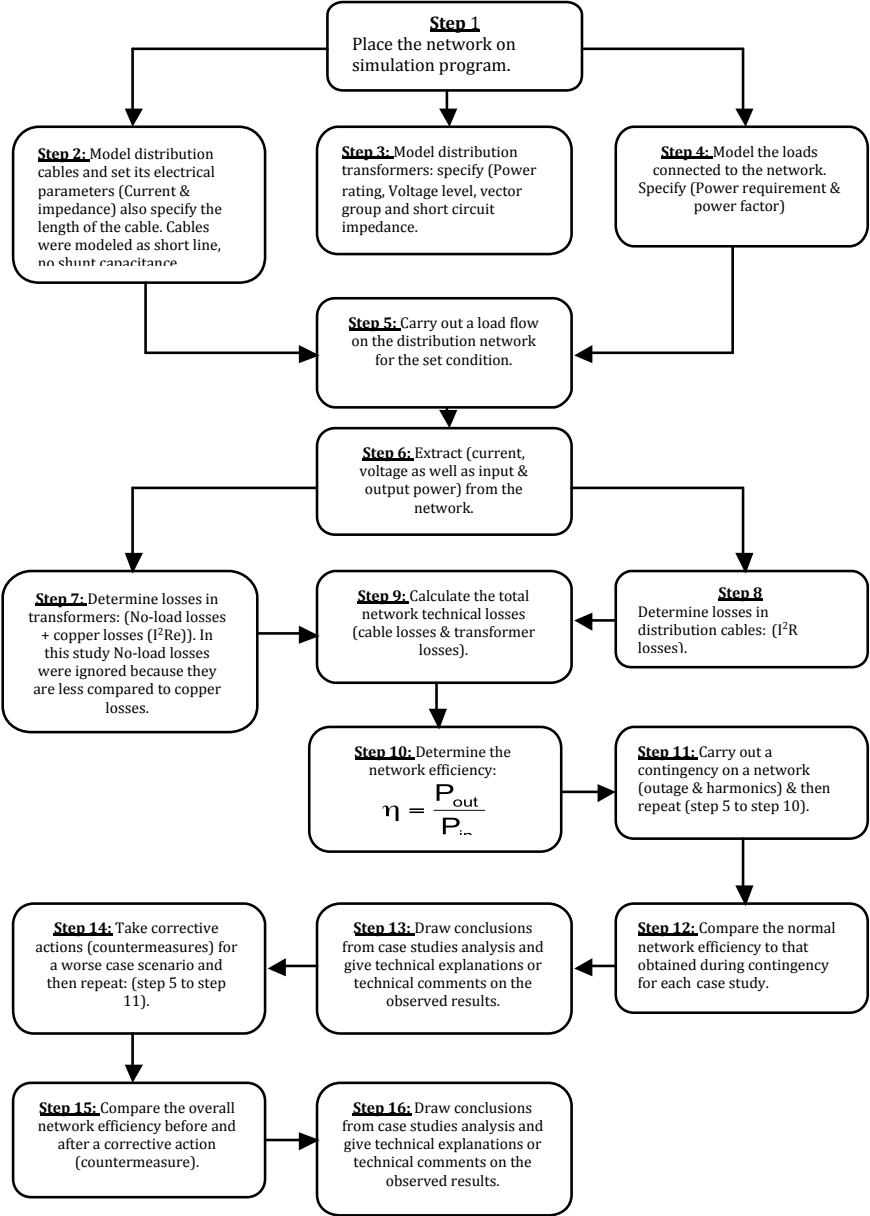 Step 1
Place the network on
simulation program.
Step 2: Model distribution
cables and set its electrical
parameters (Current &
impedance) also specify the
length of the cable. Cables
were modeled as short line,
no shunt capacitance
Step 3: Model distribution
transformers: specify (Power
rating, Voltage level, vector
group and short circuit
impedance.
Step 4: Model the loads
connected to the network.
Specify (Power requirement &
power factor)
Step 5: Carry out a load flow
on the distribution network
for the set condition.
Step 6: Extract (current,
voltage as well as input &
output power) from the
network.
Step 7: Determine losses in
transformers: (No-load losses
+ copper losses (I²Re)). In
this study No-load losses
were ignored because they
are less compared to copper
losses.
Step 9: Calculate the total
network technical losses
(cable losses & transformer
losses).
Step 8
Determine losses in
distribution cables: (I²R
losses).
Step 10: Determine the
network efficiency:
η = P_out / P_in
Step 11: Carry out a
contingency on a network
(outage & harmonics) & then
repeat (step 5 to step 10).
Step 14: Take corrective
actions (countermeasures) for
a worse case scenario and
then repeat: (step 5 to step
11).
Step 13: Draw conclusions
from case studies analysis and
give technical explanations or
technical comments on the
observed results.
Step 12: Compare the normal
network efficiency to that
obtained during contingency
for each case study.
Step 15: Compare the overall
network efficiency before and
after a corrective action
(countermeasure).
Step 16: Draw conclusions
from case studies analysis and
give technical explanations or
technical comments on the
observed results.